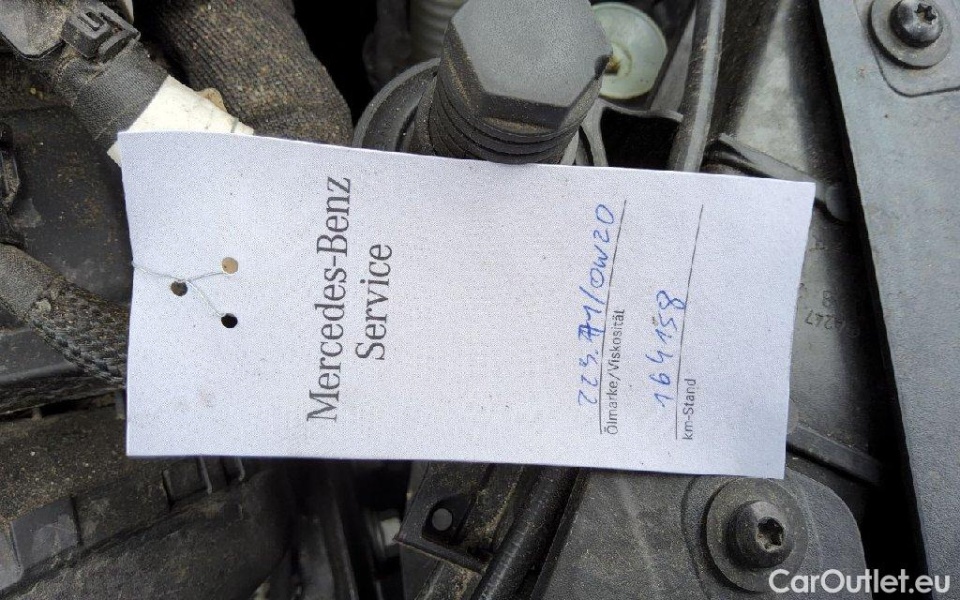 Mercedes-Benz
Service
Ölmarke/Viskosität
km-Stand 164158
CarOutlet.eu